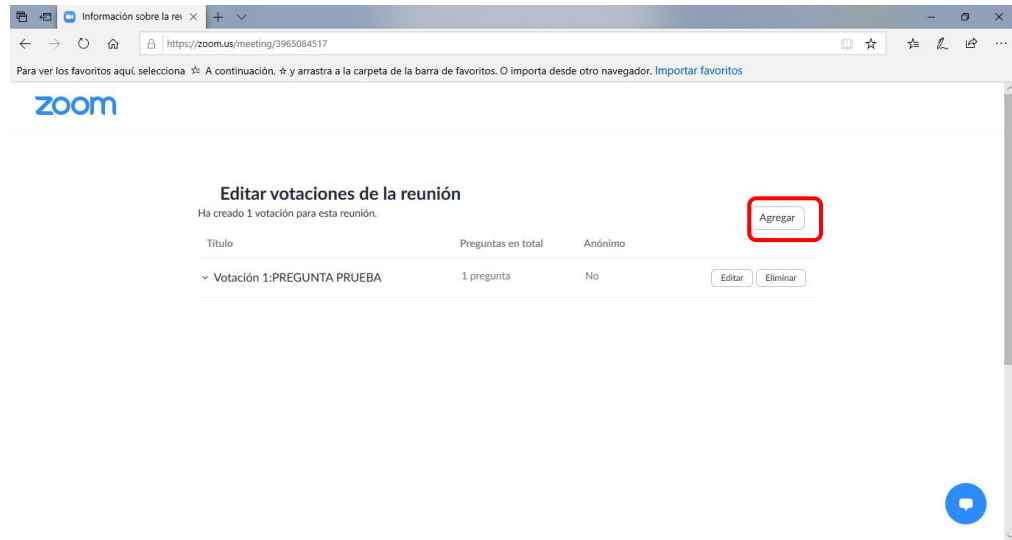 Información sobre la reu
https://zoom.us/meeting/3965084517
Para ver los favoritos aquí, selecciona A continuación, y arrastra a la carpeta de la barra de favoritos. O importa desde otro navegador. Importar favoritos
zoom
Editar votaciones de la reunión
Ha creado 1 votación para esta reunión.
Agregar
Título Preguntas en total Anónimo
Votación 1:PREGUNTA PRUEBA 1 pregunta No Editar Eliminar